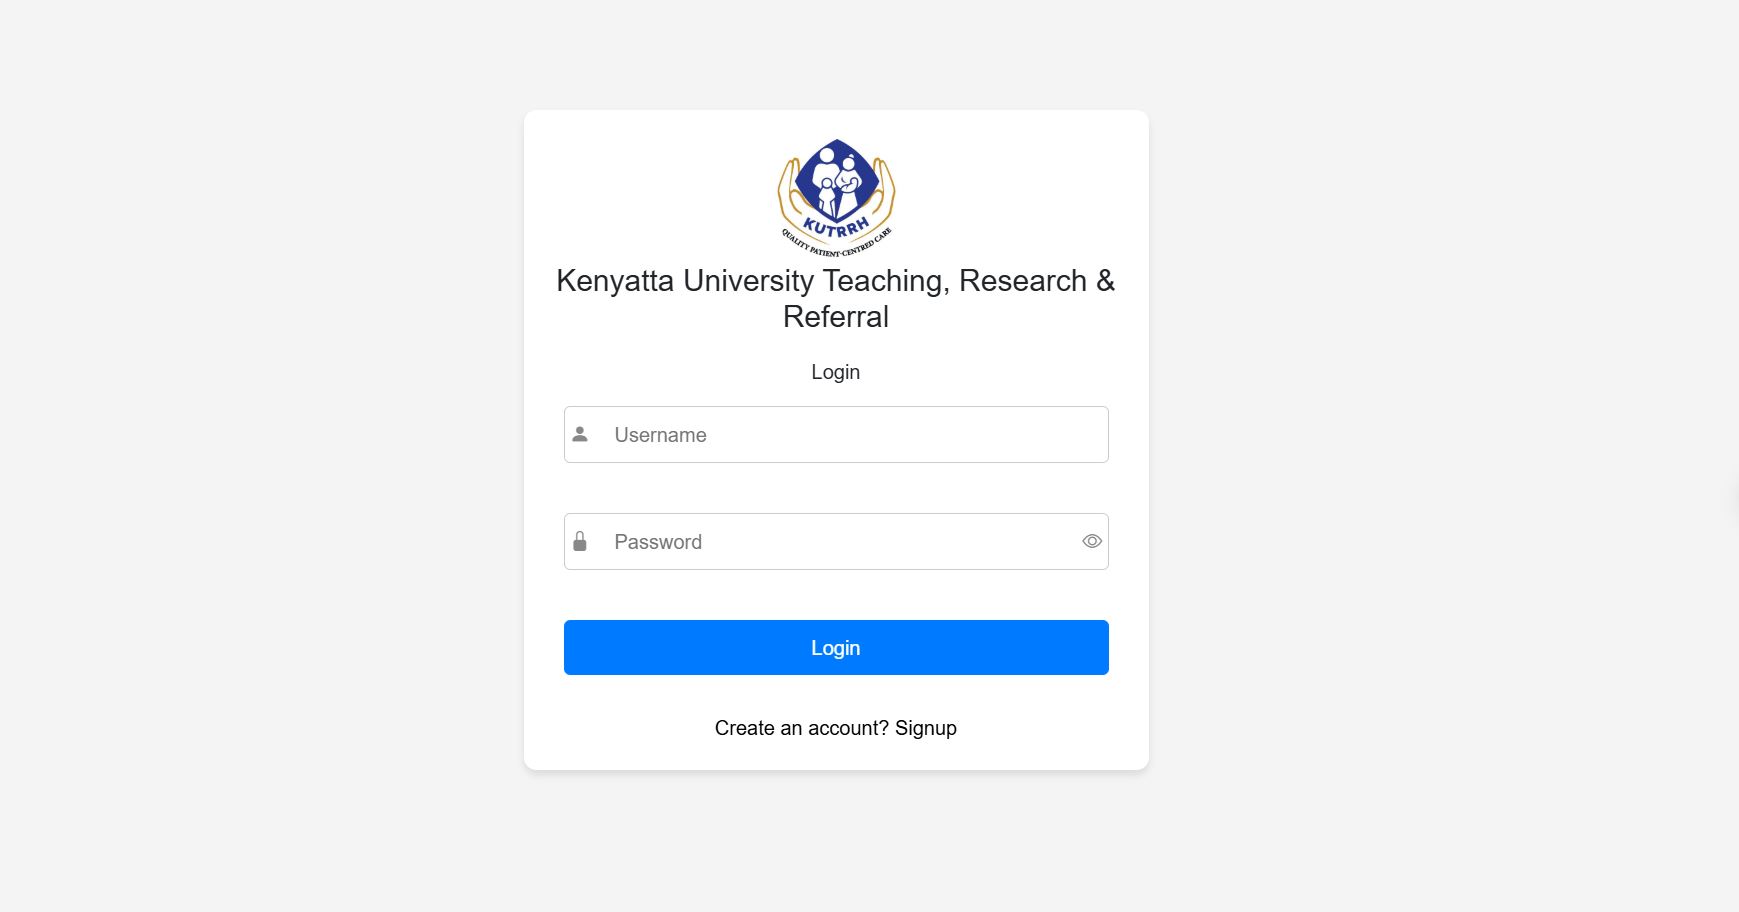 KUTRRH
QUALITY PATIENT-CENTRED CARE
Kenyatta University Teaching, Research &
Referral
Login
Username
Password
Login
Create an account? Signup